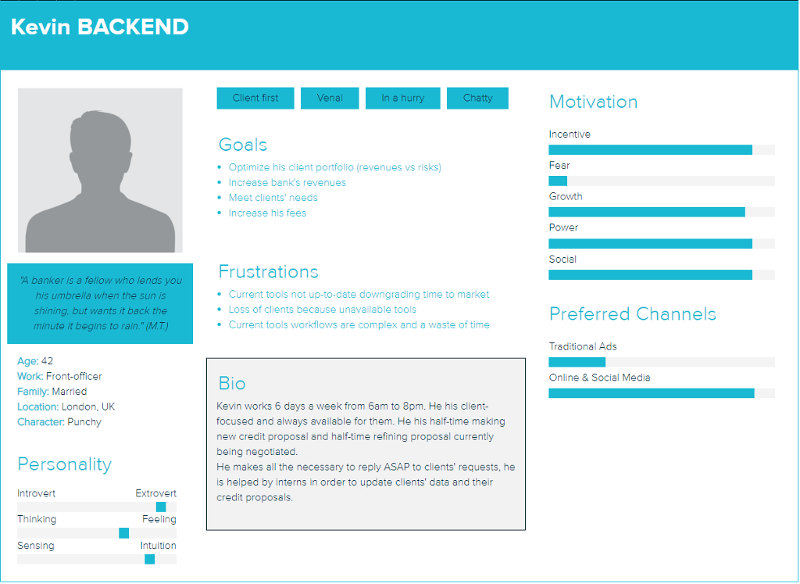 Kevin BACKEND
Client first
Venal
In a hurry
Chatty
"A banker is a fellow who lends you
his umbrella when the sun is
shining, but wants it back the
minute it begins to rain." (M.T.)
Age: 42
Work: Front-officer
Family: Married
Location: London, UK
Character: Punchy
Personality
Introvert Extrovert
Thinking Feeling
Sensing Intuition
Goals
• Optimize his client portfolio (revenues vs risks)
• Increase bank's revenues
• Meet clients' needs
• Increase his fees
Frustrations
• Current tools not up-to-date downgrading time to market
• Loss of clients because unavailable tools
• Current tools workflows are complex and a waste of time
Bio
Kevin works 6 days a week from 6am to 8pm. He his client-
focused and always available for them. He his half-time making
new credit proposal and half-time refining proposal currently
being negotiated.
He makes all the necessary to reply ASAP to clients' requests, he
is helped by interns in order to update clients' data and their
credit proposals.
Motivation
Incentive
Fear
Growth
Power
Social
Preferred Channels
Traditional Ads
Online & Social Media